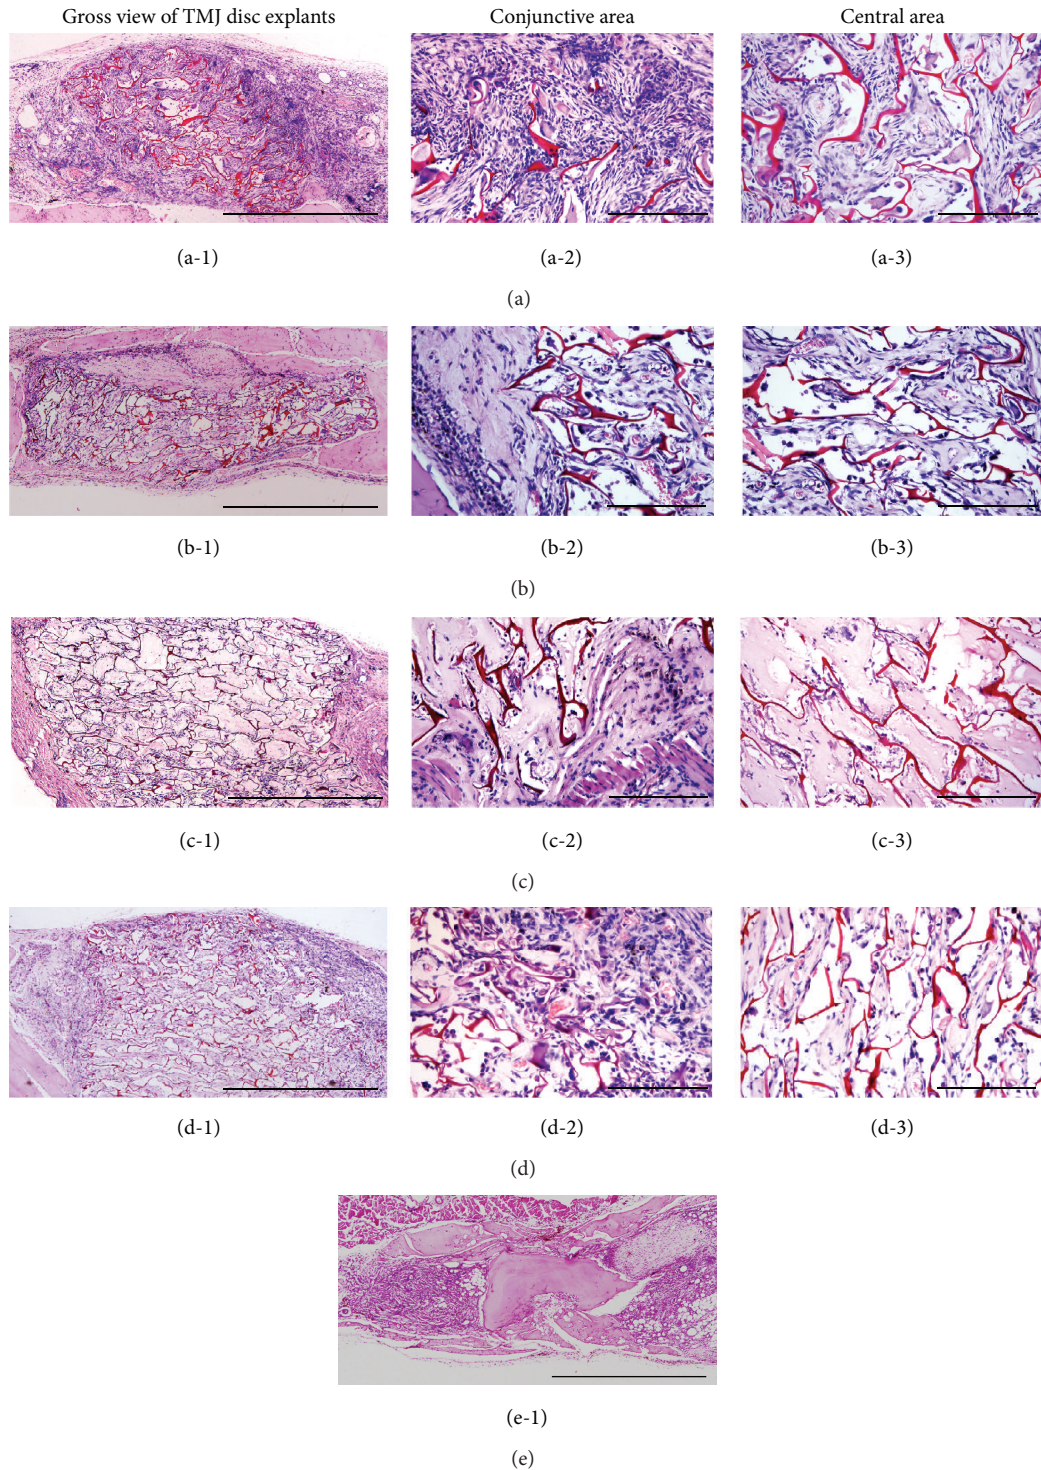 Gross view of TMJ disc explants Conjunctive area Central area
(a-1) (a-2) (a-3)
(a)
(b-1) (b-2) (b-3)
(b)
(c-1) (c-2) (c-3)
(c)
(d-1) (d-2) (d-3)
(d)
(e-1)
(e)